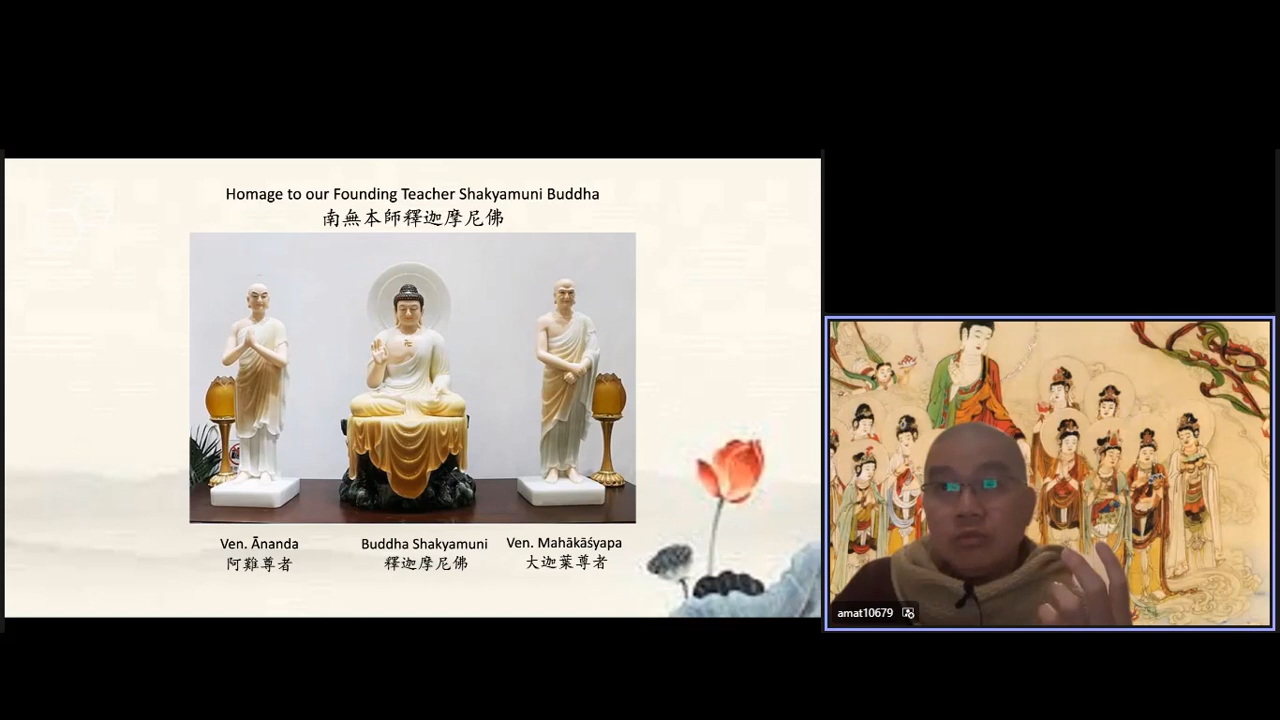 Homage to our Founding Teacher Shakyamuni Buddha
南無本師釋迦摩尼佛
Ven. Ānanda
阿難尊者
Buddha Shakyamuni
釋迦摩尼佛
Ven. Mahākāśyapa
大迦葉尊者
amat10679